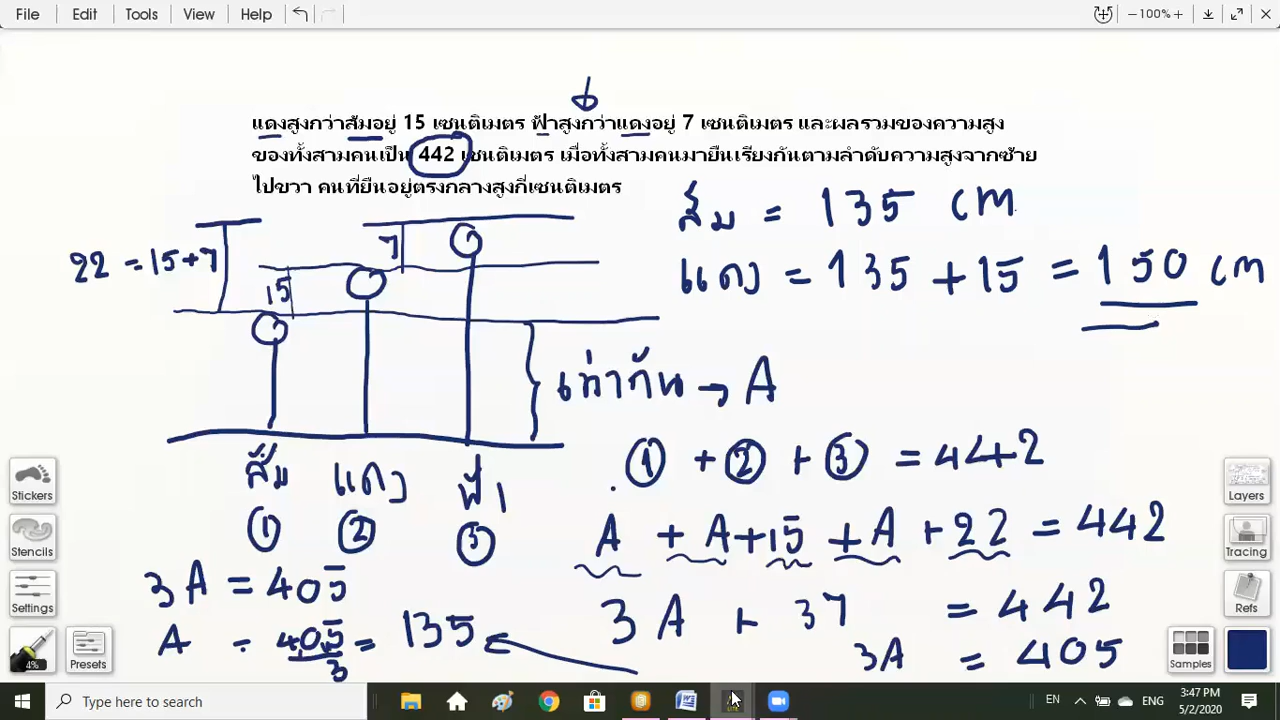 File Edit Tools View Help
−100%+
แดงสูงกว่าส้มอยู่ 15 เซนติเมตร ฟ้าสูงกว่าแดงอยู่ 7 เซนติเมตร และผลรวมของความสูง
ของทั้งสามคนเป็น 442 เซนติเมตร เมื่อทั้งสามคนมายืนเรียงกันตามลำดับความสูงจากซ้าย
ไปขวา คนที่ยืนอยู่ตรงกลางสูงกี่เซนติเมตร
ส้ม = 135 cm
แดง = 135 + 15 = 150 cm
22 = 15+7
7
15
เท่ากัน → A
ส้ม แดง ฟ้า
① ② ③
① + ② + ③ = 442
A + A + 15 + A + 22 = 442
3A + 37 = 442
3A = 405
3A = 405
A = 405/3 = 135
Stickers
Stencils
Settings
4%
Presets
Layers
Tracing
Refs
Samples
Type here to search
EN
ENG
3:47 PM
5/2/2020